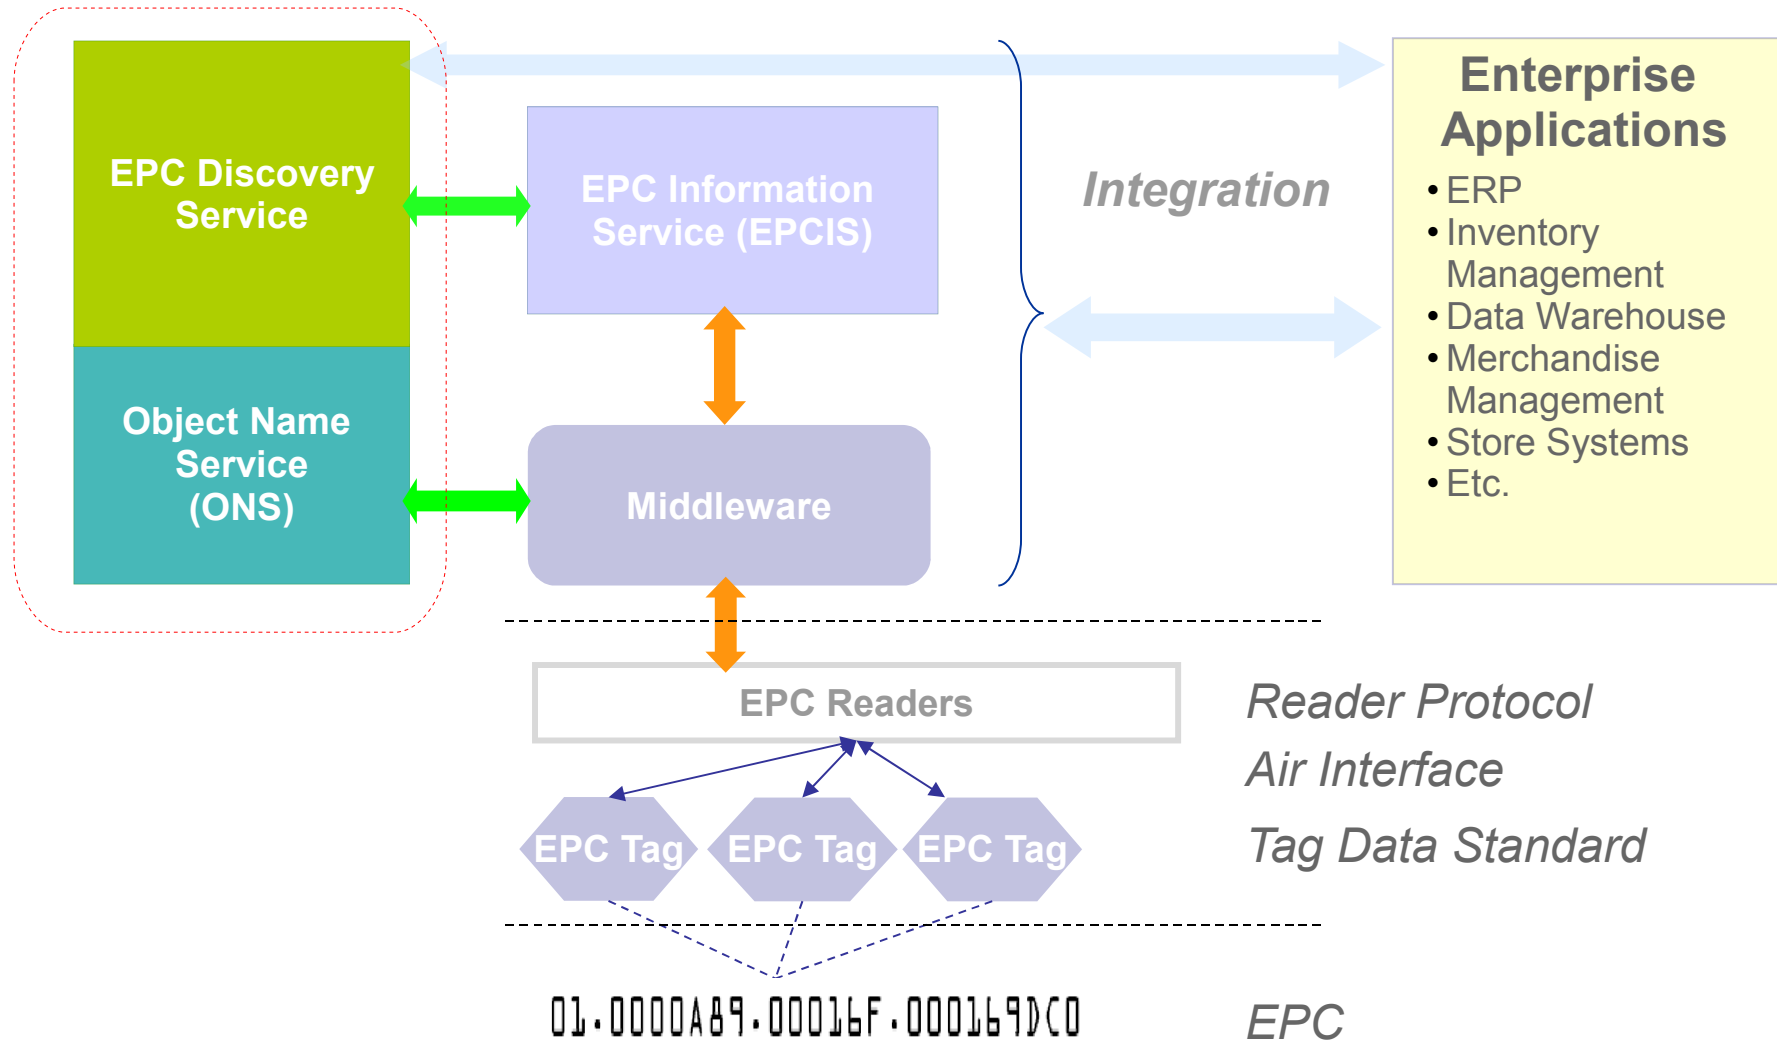 EPC Discovery
Service
Object Name
Service
(ONS)
EPC Information
Service (EPCIS)
Middleware
Integration
Enterprise
Applications
• ERP
• Inventory
Management
• Data Warehouse
• Merchandise
Management
• Store Systems
• Etc.
EPC Readers
Reader Protocol
Air Interface
EPC Tag
EPC Tag
EPC Tag
Tag Data Standard
01.0000A89.00016F.000169DC0
EPC